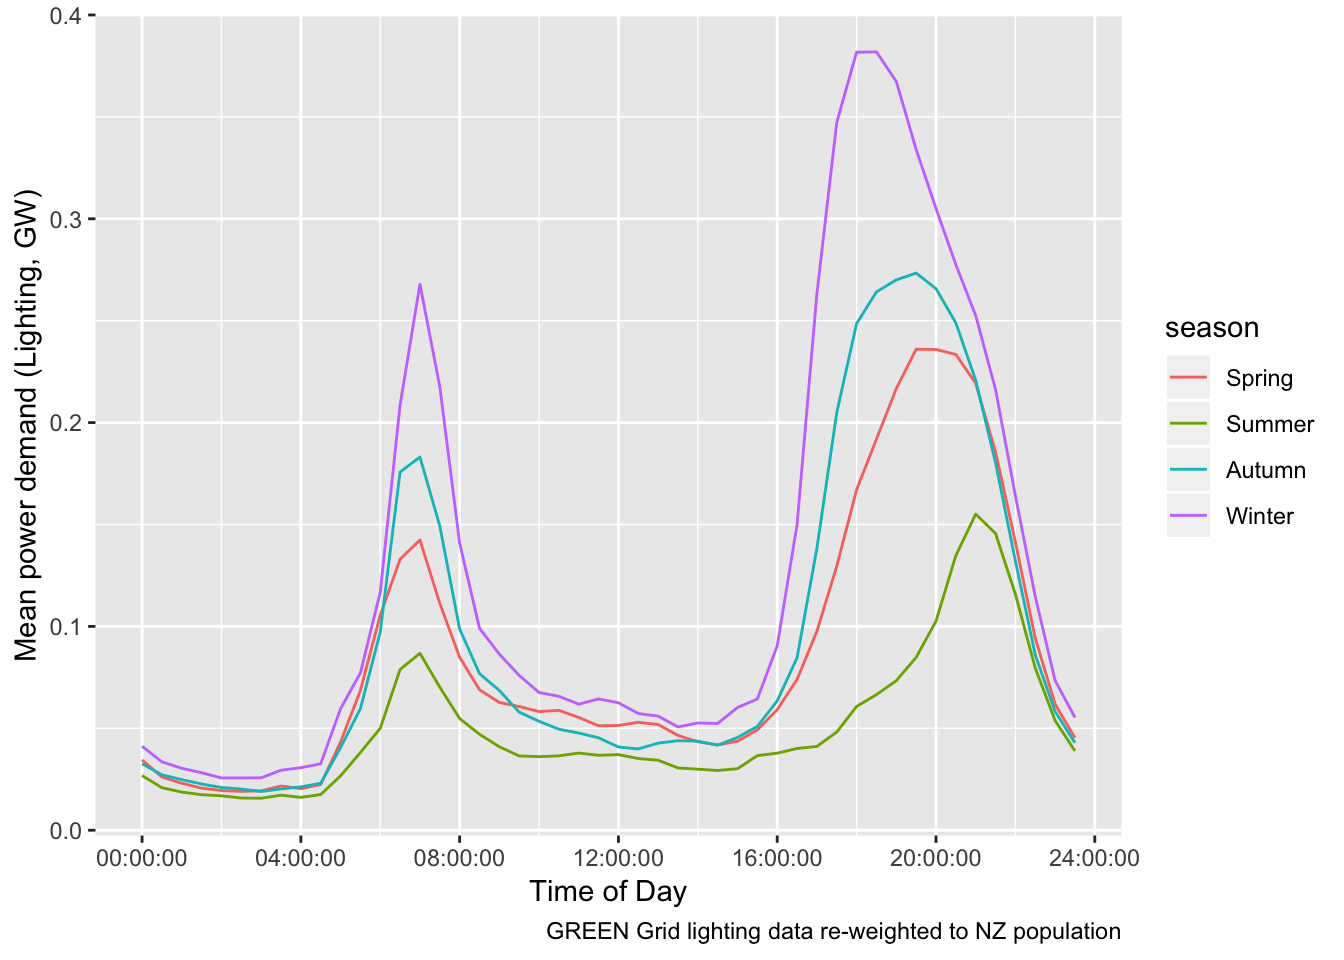 0.4
0.3
0.2
0.1
0.0
Mean power demand (Lighting, GW)
00:00:00 04:00:00 08:00:00 12:00:00 16:00:00 20:00:00 24:00:00
Time of Day
GREEN Grid lighting data re-weighted to NZ population
season
Spring
Summer
Autumn
Winter